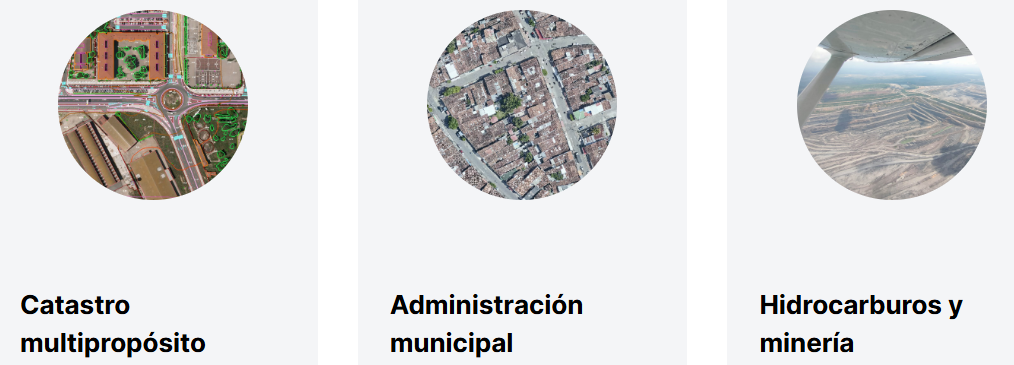 Catastro
multipropósito
Administración
municipal
Hidrocarburos y
minería